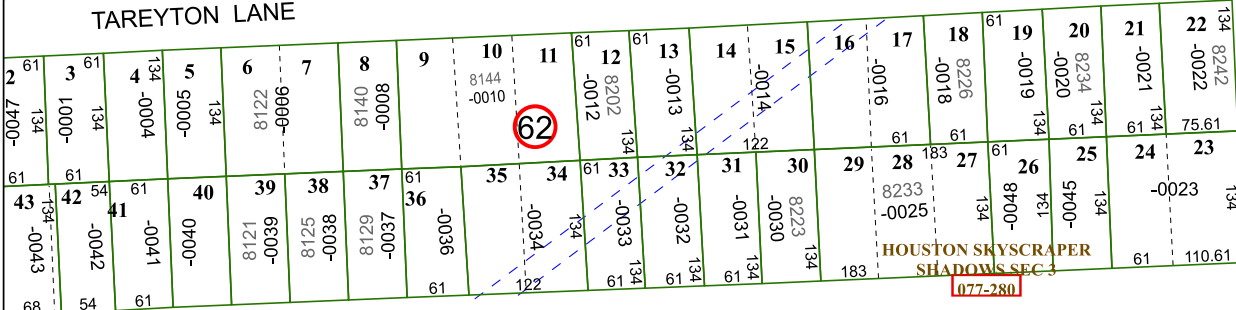 TAREYTON LANE
2 3 4 5 6 7 8 9 10 11 12 13 14 15 16 17 18 19 20 21 22
61 61 134 61 61 61 134
-0047 -0001 -0004 -0005 8122 -0006 8140 -0008 8144 -0010 8202 -0012 -0013 -0014 -0016 -0018 8226 -0019 -0020 8234 -0021 -0022 8242
134 134 134 134 134 134 134 134
62
61 61 122 61 61 61 61 75.61
43 42 41 40 39 38 37 36 35 34 33 32 31 30 29 28 27 26 25 24 23
134 54 61 61 61 183 61
-0043 -0042 -0041 -0040 8121 -0039 8125 -0038 8129 -0037 -0036 -0034 -0033 -0032 -0031 -0030 8223 8233 -0025 -0048 -0045 -0023
134 134 134 134 134 134 134 134 134
68 54 61 61 122 61 61 61 183 61 110.61
HOUSTON SKYSCRAPER
SHADOWS SEC 3
077-280